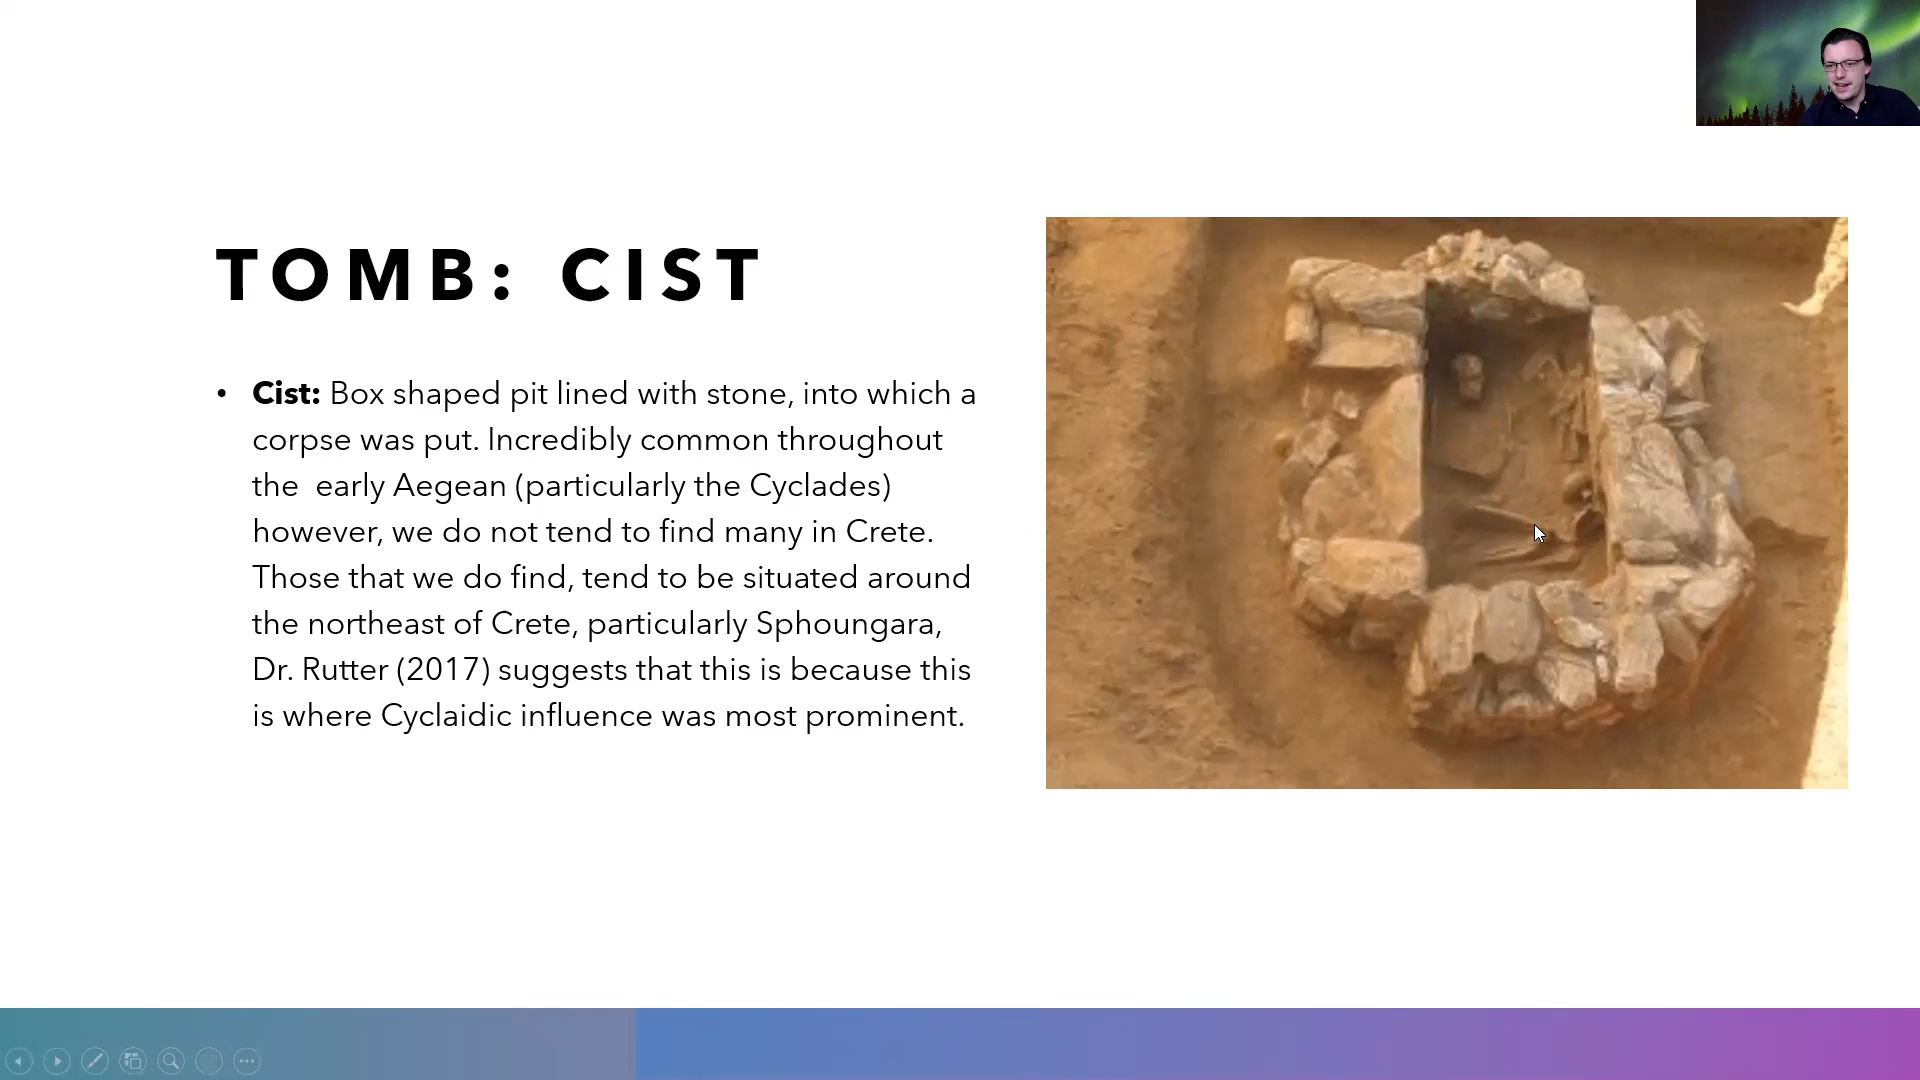 TOMB: CIST
• Cist: Box shaped pit lined with stone, into which a
corpse was put. Incredibly common throughout
the  early Aegean (particularly the Cyclades)
however, we do not tend to find many in Crete.
Those that we do find, tend to be situated around
the northeast of Crete, particularly Sphoungara,
Dr. Rutter (2017) suggests that this is because this
is where Cyclaidic influence was most prominent.